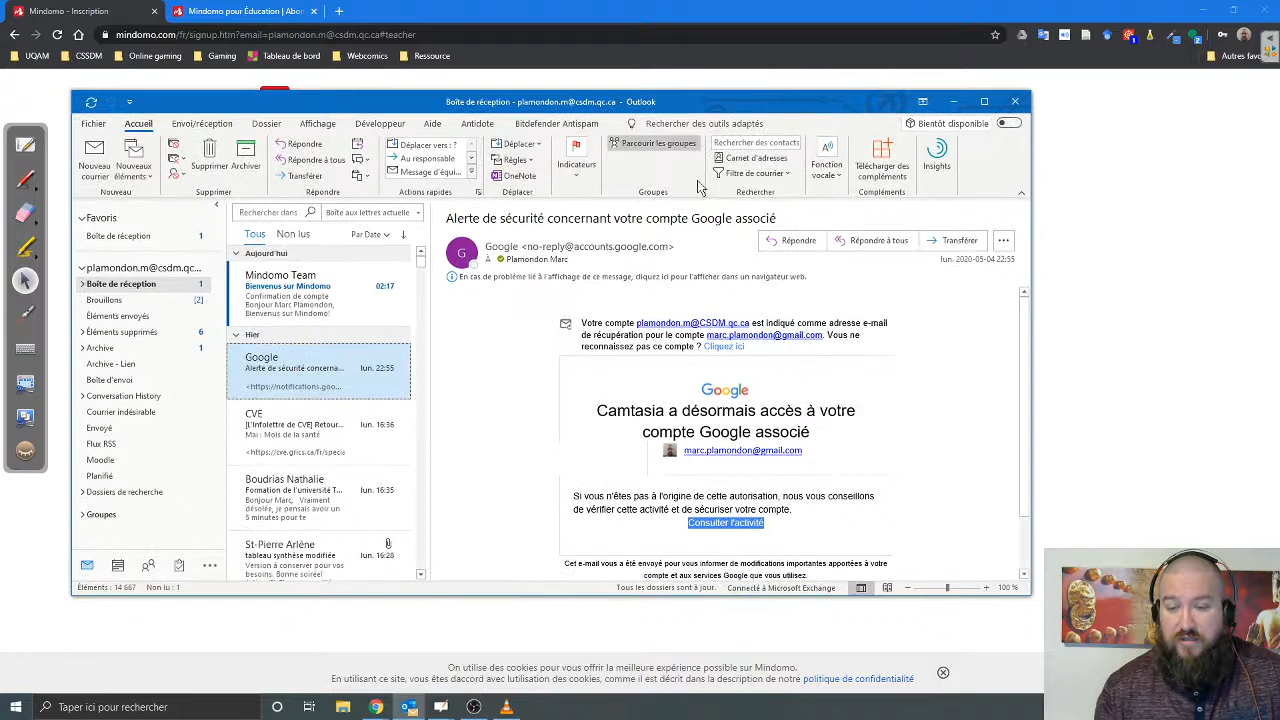 Mindomo - Inscription
Mindomo pour Éducation | Abon
mindomo.com/fr/signup.htm?email=plamondon.m@csdm.qc.ca#teacher
UQAM
CSSDM
Online gaming
Gaming
Tableau de bord
Webcomics
Ressource
Autres favo
Boîte de réception - plamondon.m@csdm.qc.ca - Outlook
Fichier
Accueil
Envoi/réception
Dossier
Affichage
Développeur
Aide
Antidote
Bitdefender Antispam
Rechercher des outils adaptés
Bientôt disponible
Nouveau courrier
Nouveaux éléments
Nouveau
Supprimer
Archiver
Supprimer
Répondre
Répondre à tous
Transférer
Répondre
Déplacer vers : ?
Au responsable
Message d'équi...
Actions rapides
Déplacer
Règles
OneNote
Déplacer
Indicateurs
Parcourir les groupes
Groupes
Rechercher des contacts
Carnet d'adresses
Filtre de courrier
Rechercher
Fonction vocale
Télécharger des compléments
Compléments
Insights
Favoris
Boîte de réception 1
plamondon.m@csdm.qc...
Boîte de réception 1
Brouillons [2]
Éléments envoyés
Éléments supprimés 6
Archive 1
Archive - Lien
Boîte d'envoi
Conversation History
Courrier indésirable
Envoyé
Flux RSS
Moodle
Planifié
Dossiers de recherche
Groupes
Rechercher dans
Boîte aux lettres actuelle
Tous
Non lus
Par Date
Aujourd'hui
Mindomo Team
Bienvenus sur Mindomo 02:17
Confirmation de compte
Bonjour Marc Plamondon,
Bienvenus sur Mindomo!
Hier
Google
Alerte de sécurité concerna... lun. 22:55
<https://notifications.goo...
CVE
[L'Infolettre de CVE] Retour... lun. 16:36
Mai : Mois de la santé
<https://cve.grics.ca/fr/specia
Boudrias Nathalie
Formation de l'université T... lun. 16:35
Bonjour Marc, Vraiment
désolée, je pensais avoir un
5 minutes pour te
St-Pierre Arlène
tableau synthèse modifiée lun. 16:28
Version à conserver pour vos
besoins. Bonne soirée!
Alerte de sécurité concernant votre compte Google associé
G
Google <no-reply@accounts.google.com>
À Plamondon Marc
Répondre
Répondre à tous
Transférer
lun. 2020-05-04 22:55
En cas de problème lié à l'affichage de ce message, cliquez ici pour l'afficher dans un navigateur web.
Votre compte plamondon.m@CSDM.qc.ca est indiqué comme adresse e-mail
de récupération pour le compte marc.plamondon@gmail.com. Vous ne
reconnaissez pas ce compte ? Cliquez ici
Google
Camtasia a désormais accès à votre
compte Google associé
marc.plamondon@gmail.com
Si vous n'êtes pas à l'origine de cette autorisation, nous vous conseillons
de vérifier cette activité et de sécuriser votre compte.
Consulter l'activité
Cet e-mail vous a été envoyé pour vous informer de modifications importantes apportées à votre
compte et aux services Google que vous utilisez.
Éléments : 14 667
Non lu : 1
Tous les dossiers sont à jour.
Connecté à Microsoft Exchange
100 %
On utilise des cookies pour vous offrir la meilleure expérience possible sur Mindomo.
En utilisant ce site, vous êtes d'accord avec l'utilisation des cookies, comme il est décrit dans la description de notre politique de confidentialité
Taper ici pour rechercher